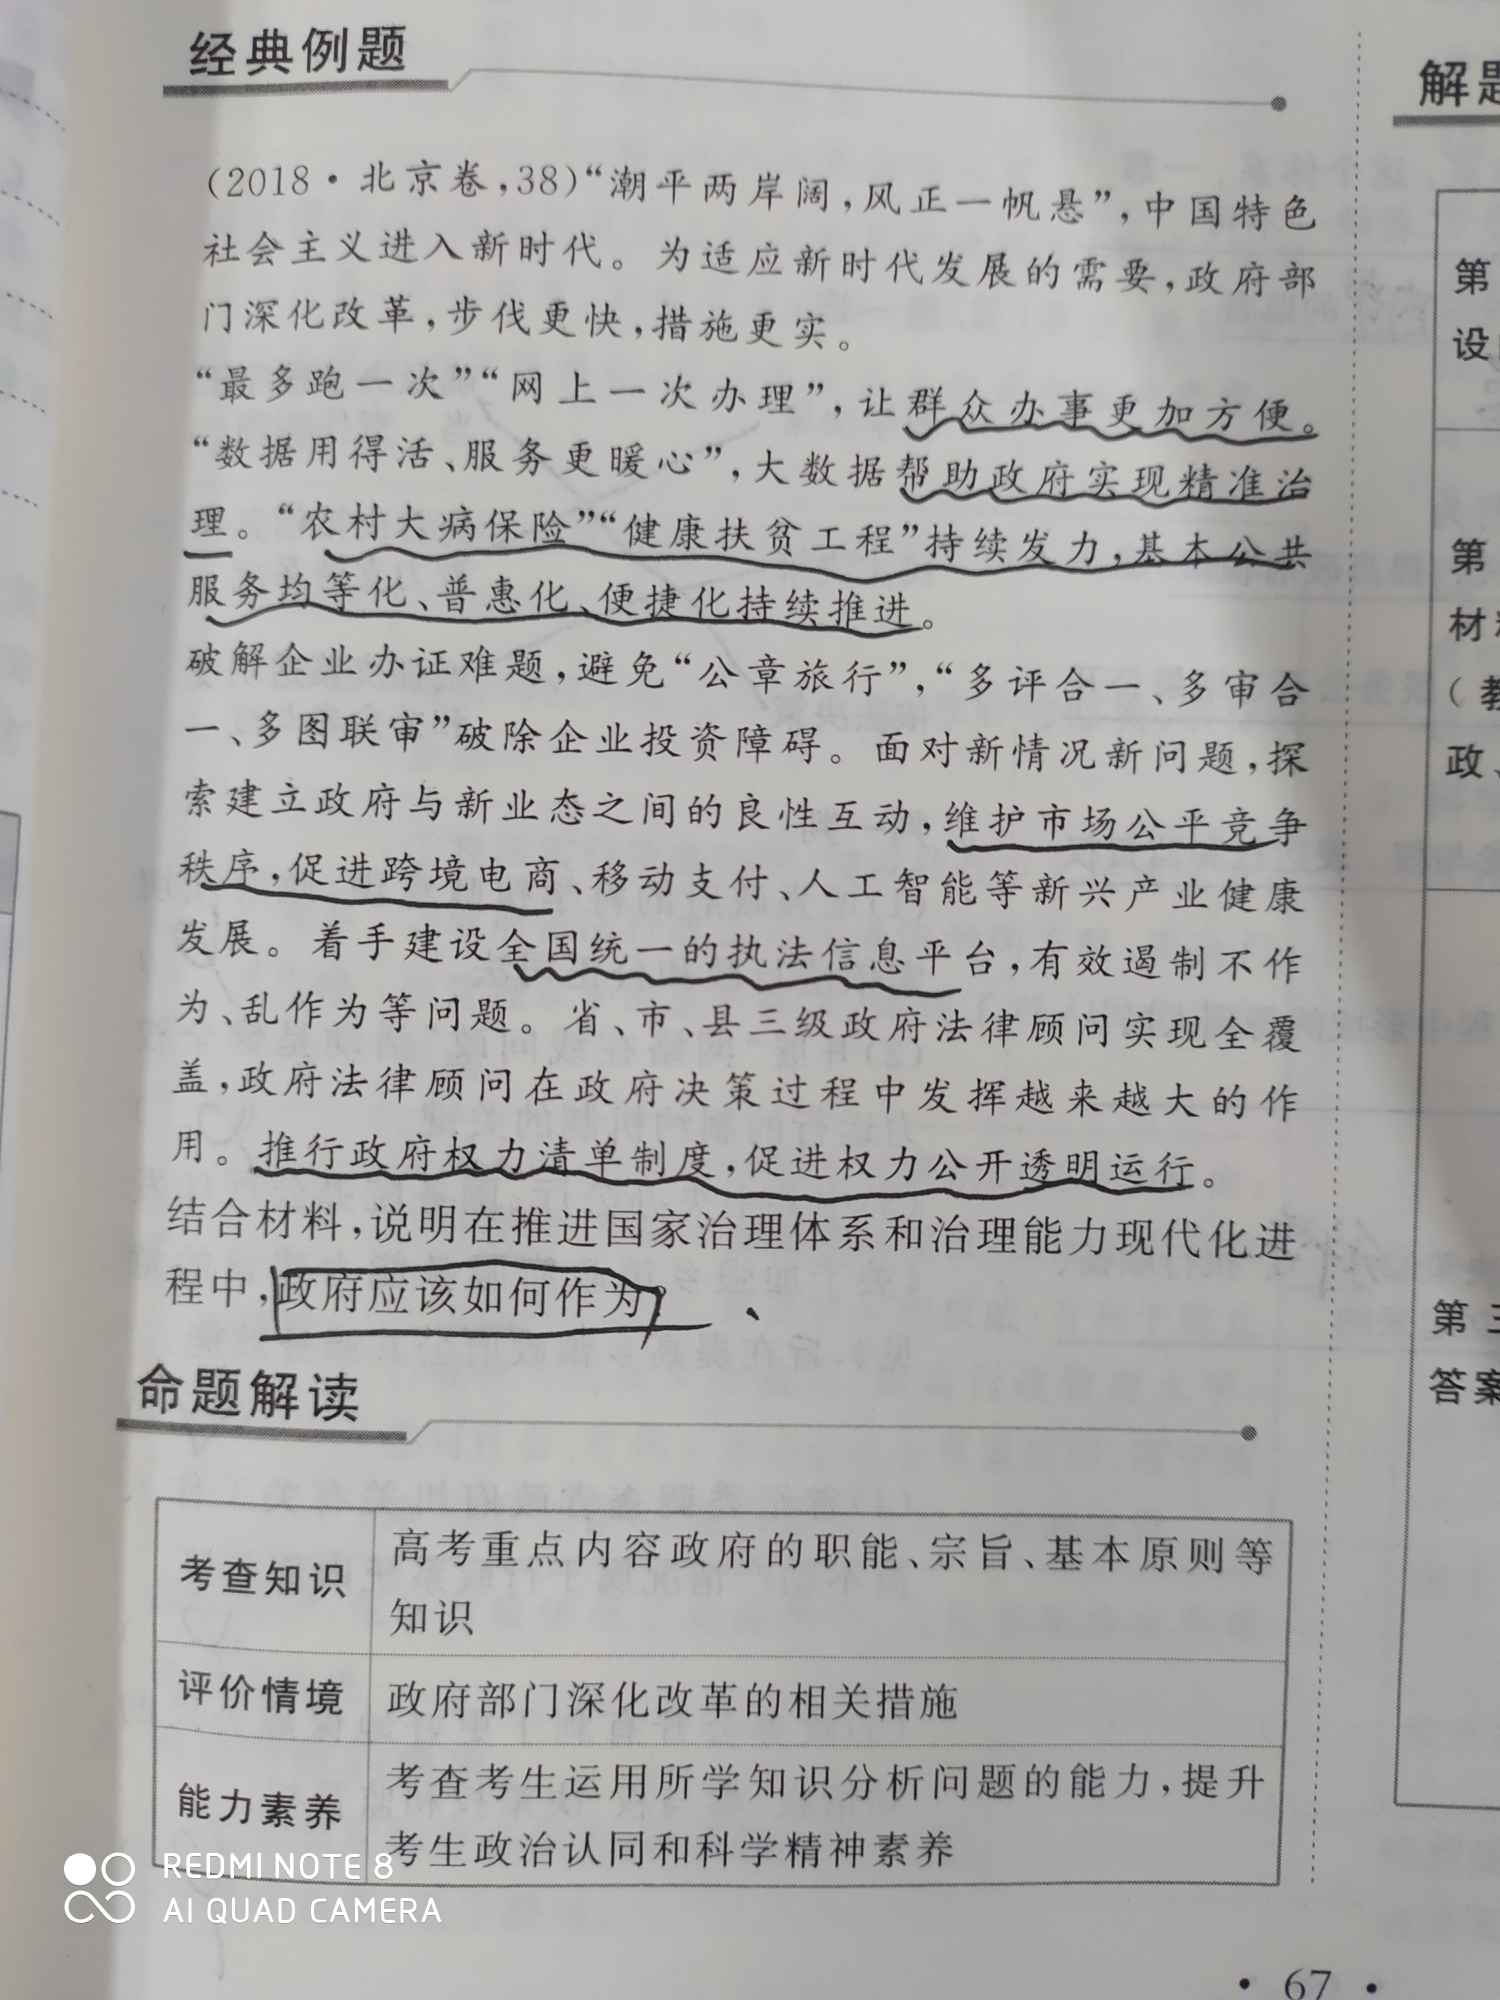 经典例题
解题
(2018·北京卷,38)“潮平两岸阔,风正一帆悬”,中国特色
社会主义进入新时代。为适应新时代发展的需要,政府部
门深化改革,步伐更快,措施更实。
“最多跑一次”“网上一次办理”,让群众办事更加方便。
“数据用得活、服务更暖心”,大数据帮助政府实现精准治
理。“农村大病保险”“健康扶贫工程”持续发力,基本公共
服务均等化、普惠化、便捷化持续推进。
破解企业办证难题,避免“公章旅行”,“多评合一、多审合
一、多图联审”破除企业投资障碍。面对新情况新问题,探
索建立政府与新业态之间的良性互动,维护市场公平竞争
秩序,促进跨境电商、移动支付、人工智能等新兴产业健康
发展。着手建设全国统一的执法信息平台,有效遏制不作
为、乱作为等问题。省、市、县三级政府法律顾问实现全覆
盖,政府法律顾问在政府决策过程中发挥越来越大的作
用。推行政府权力清单制度,促进权力公开透明运行。
结合材料,说明在推进国家治理体系和治理能力现代化进
程中,政府应该如何作为?
命题解读
考查知识
高考重点内容政府的职能、宗旨、基本原则等
知识
评价情境
政府部门深化改革的相关措施
能力素养
考查考生运用所学知识分析问题的能力,提升
考生政治认同和科学精神素养
第
设
第
材料
(教
政、
第三
答案
REDMI NOTE 8
AI QUAD CAMERA
·67·